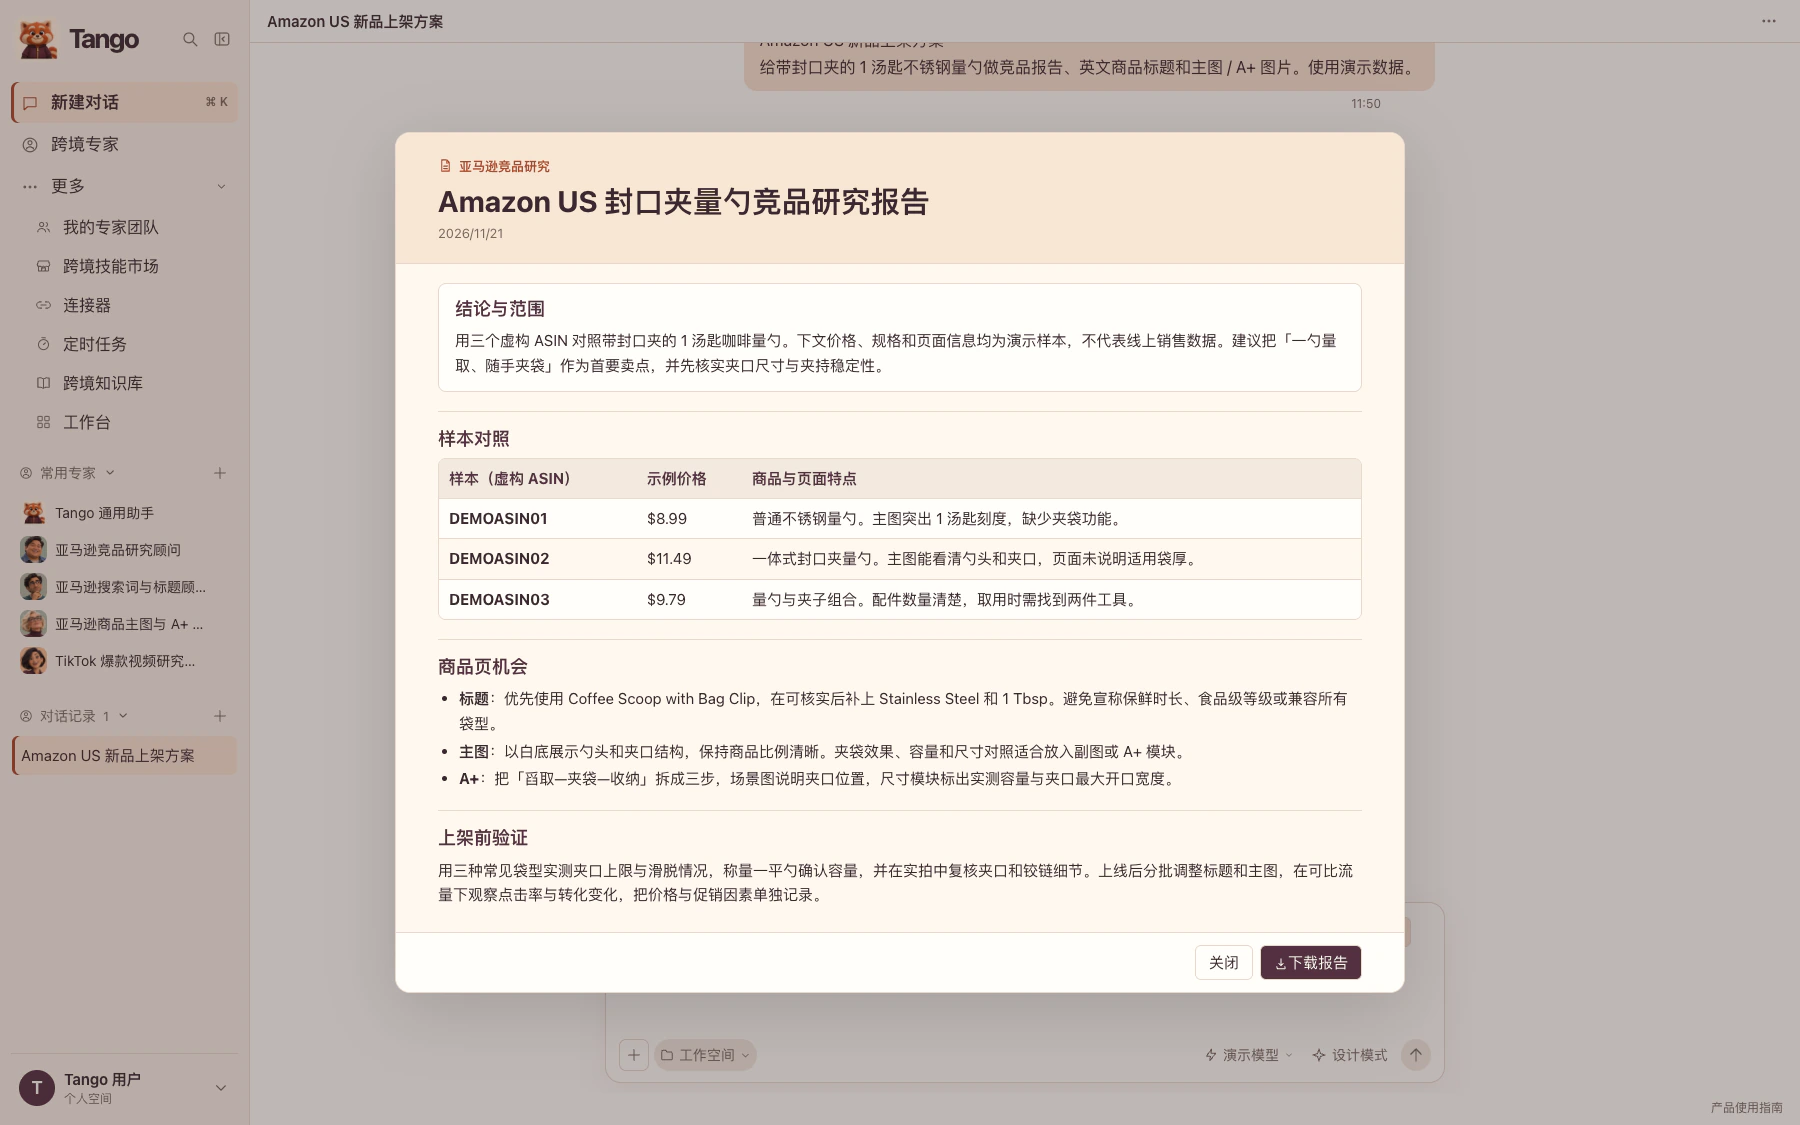 Tango
新建对话
⌘ K
跨境专家
更多
我的专家团队
跨境技能市场
连接器
定时任务
跨境知识库
工作台
常用专家
Tango 通用助手
亚马逊竞品研究顾问
亚马逊搜索词与标题顾...
亚马逊商品主图与 A+ ...
TikTok 爆款视频研究...
对话记录 1
Amazon US 新品上架方案
T
Tango 用户
个人空间
Amazon US 新品上架方案
Amazon US 新品上架方案
给带封口夹的 1 汤匙不锈钢量勺做竞品报告、英文商品标题和主图 / A+ 图片。使用演示数据。
11:50
亚马逊竞品研究
Amazon US 封口夹量勺竞品研究报告
2026/11/21
结论与范围
用三个虚构 ASIN 对照带封口夹的 1 汤匙咖啡量勺。下文价格、规格和页面信息均为演示样本，不代表线上销售数据。建议把「一勺量
取、随手夹袋」作为首要卖点，并先核实夹口尺寸与夹持稳定性。
样本对照
样本（虚构 ASIN） 示例价格 商品与页面特点
DEMOASIN01 $8.99 普通不锈钢量勺。主图突出 1 汤匙刻度，缺少夹袋功能。
DEMOASIN02 $11.49 一体式封口夹量勺。主图能看清勺头和夹口，页面未说明适用袋厚。
DEMOASIN03 $9.79 量勺与夹子组合。配件数量清楚，取用时需找到两件工具。
商品页机会
• 标题：优先使用 Coffee Scoop with Bag Clip，在可核实后补上 Stainless Steel 和 1 Tbsp。避免宣称保鲜时长、食品级等级或兼容所有
袋型。
• 主图：以白底展示勺头和夹口结构，保持商品比例清晰。夹袋效果、容量和尺寸对照适合放入副图或 A+ 模块。
• A+：把「舀取—夹袋—收纳」拆成三步，场景图说明夹口位置，尺寸模块标出实测容量与夹口最大开口宽度。
上架前验证
用三种常见袋型实测夹口上限与滑脱情况，称量一平勺确认容量，并在实拍中复核夹口和铰链细节。上线后分批调整标题和主图，在可比流
量下观察点击率与转化变化，把价格与促销因素单独记录。
关闭
下载报告
工作空间
演示模型
设计模式
产品使用指南